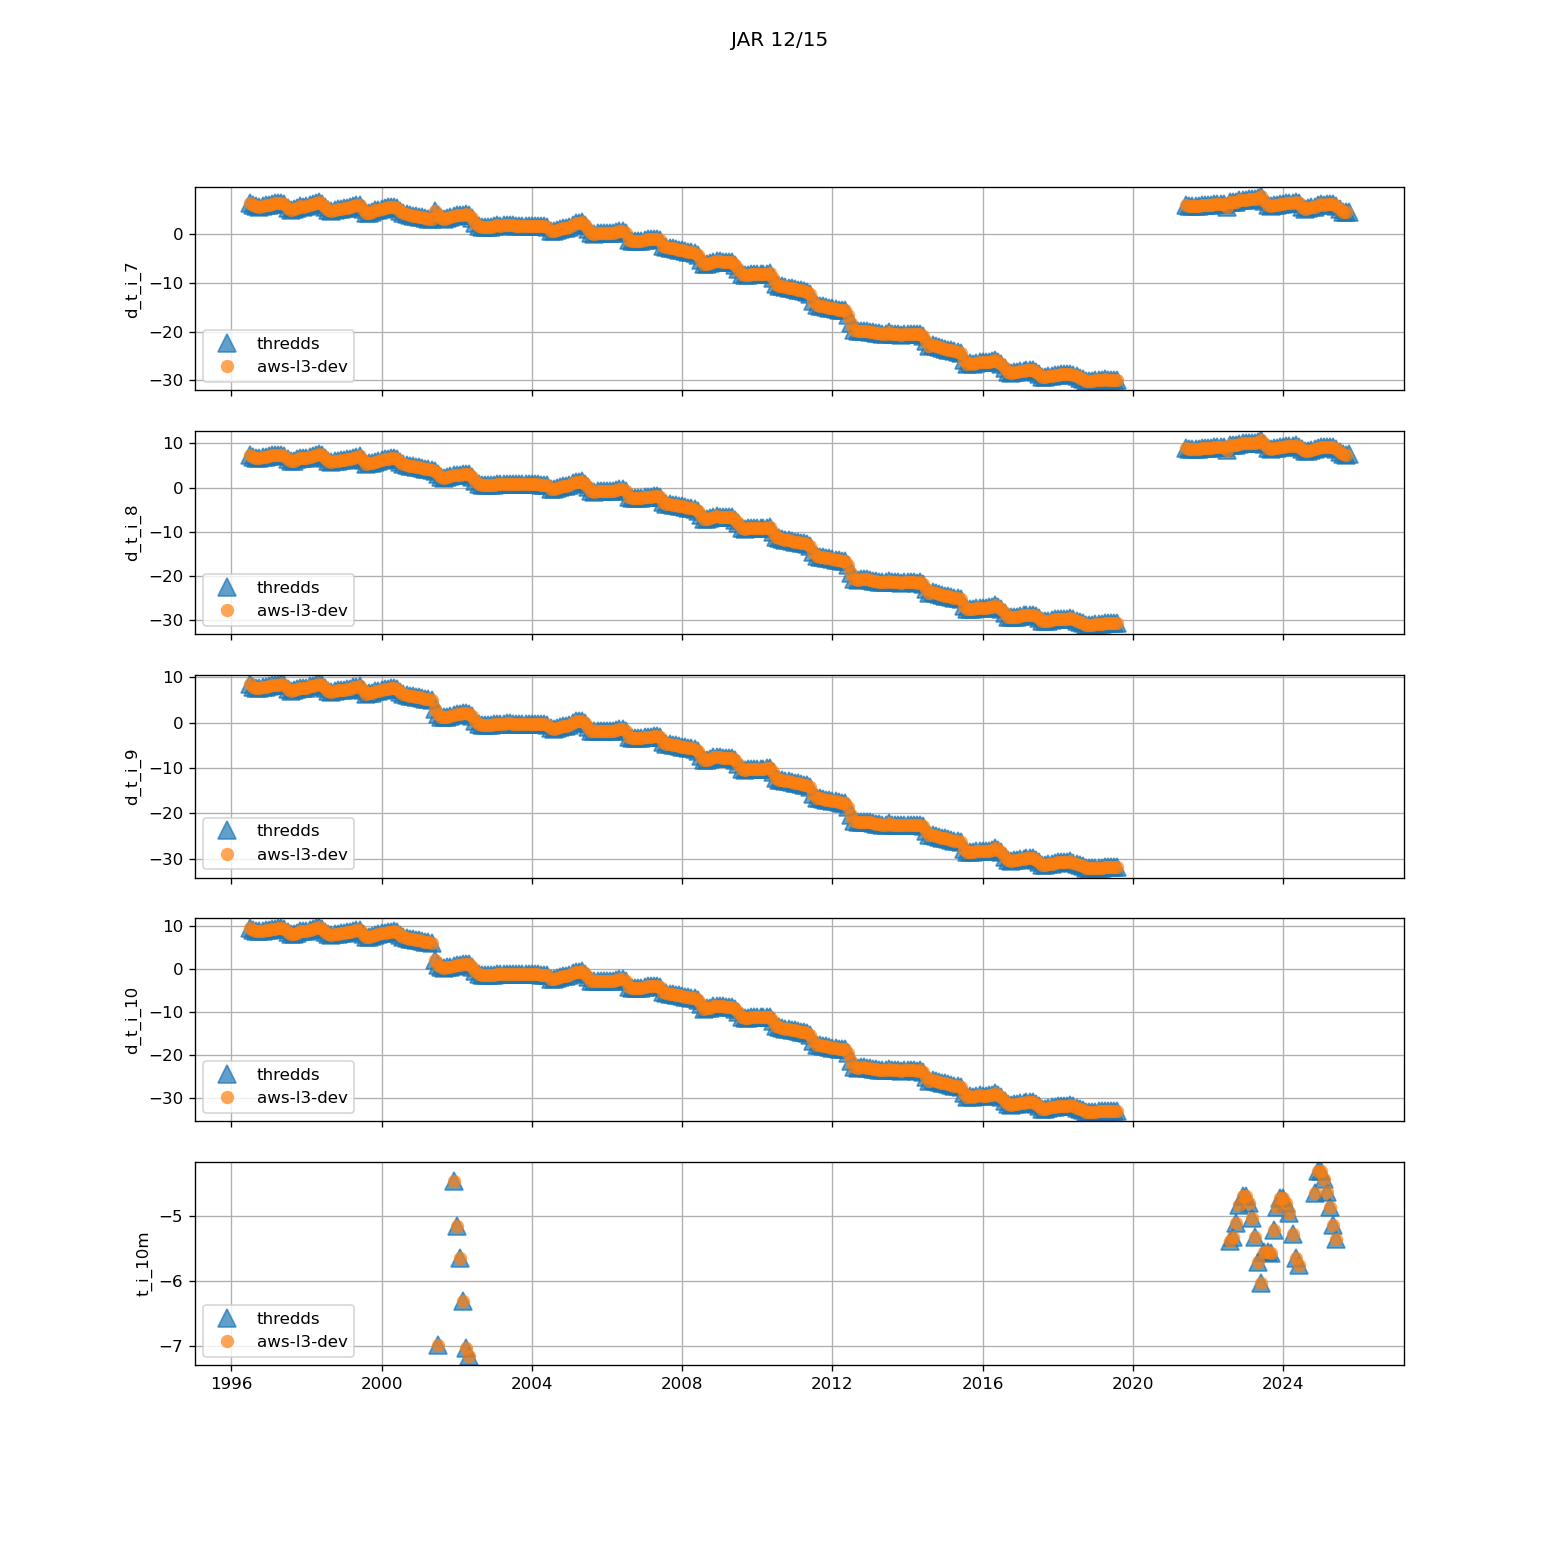 JAR 12/15
d_t_i_7
0
−10
−20
−30
thredds
aws-l3-dev
d_t_i_8
10
0
−10
−20
−30
thredds
aws-l3-dev
d_t_i_9
10
0
−10
−20
−30
thredds
aws-l3-dev
d_t_i_10
10
0
−10
−20
−30
thredds
aws-l3-dev
t_i_10m
−5
−6
−7
thredds
aws-l3-dev
1996 2000 2004 2008 2012 2016 2020 2024